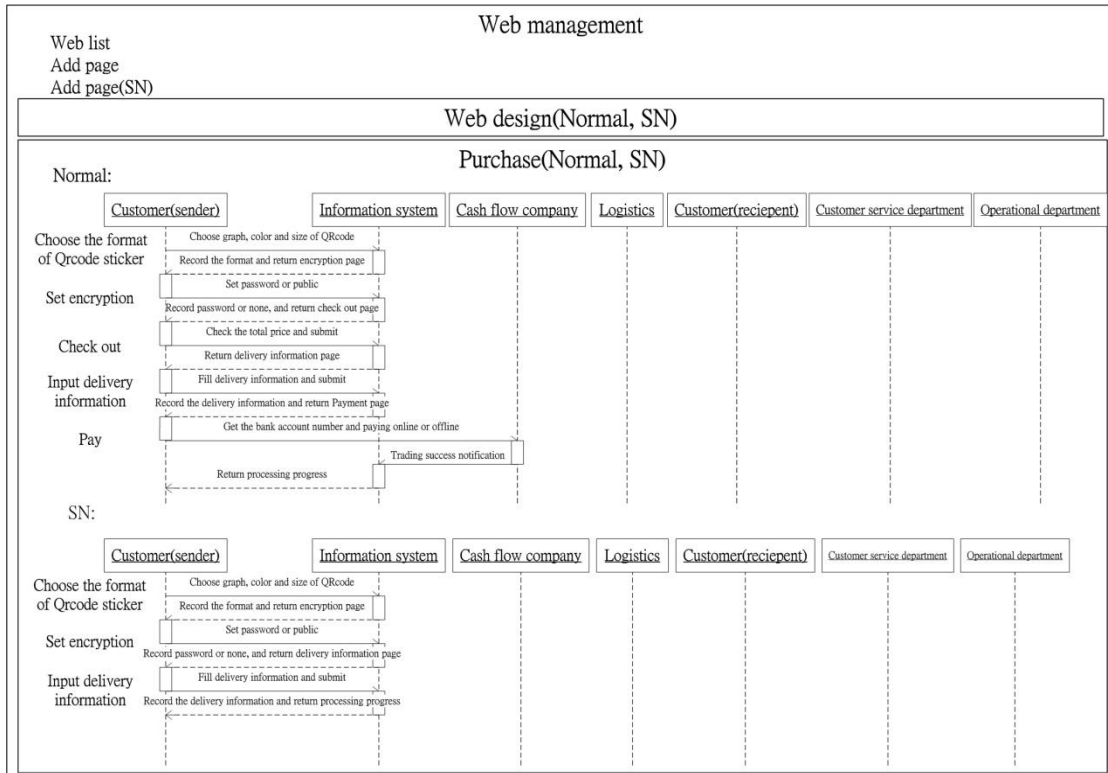 Web management
Web list
Add page
Add page(SN)
Web design(Normal, SN)
Purchase(Normal, SN)
Normal:
Customer(sender)
Information system
Cash flow company
Logistics
Customer(reciepent)
Customer service department
Operational department
Choose the format
of Qrcode sticker
Choose graph, color and size of QRcode
Record the format and return encryption page
Set encryption
Set password or public
Record password or none, and return check out page
Check out
Check the total price and submit
Return delivery information page
Input delivery
information
Fill delivery information and submit
Record the delivery information and return Payment page
Pay
Get the bank account number and paying online or offline
Trading success notification
Return processing progress
SN:
Customer(sender)
Information system
Cash flow company
Logistics
Customer(reciepent)
Customer service department
Operational department
Choose the format
of Qrcode sticker
Choose graph, color and size of QRcode
Record the format and return encryption page
Set encryption
Set password or public
Record password or none, and return delivery information page
Input delivery
information
Fill delivery information and submit
Record the delivery information and return processing progress